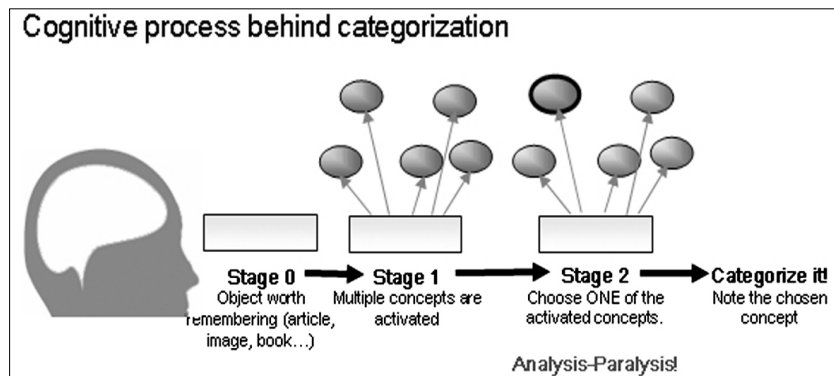 Cognitive process behind categorization
Stage 0
Object worth
remembering (article,
image, book...)
Stage 1
Multiple concepts are
activated
Stage 2
Choose ONE of the
activated concepts.
Categorize it!
Note the chosen
concept
Analysis-Paralysis!